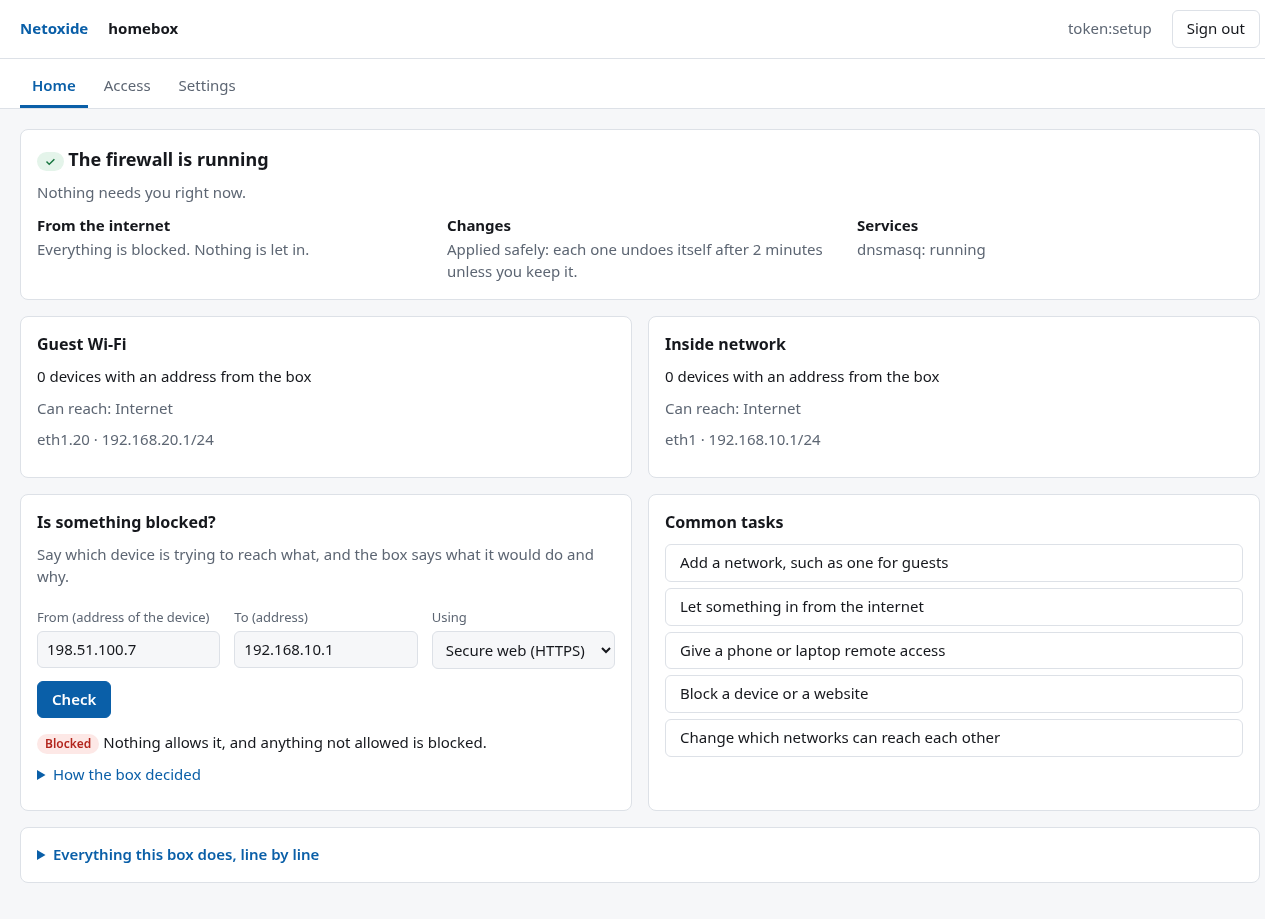 Netoxide homebox token:setup Sign out
Home Access Settings
✓ The firewall is running
Nothing needs you right now.
From the internet
Everything is blocked. Nothing is let in.
Changes
Applied safely: each one undoes itself after 2 minutes
unless you keep it.
Services
dnsmasq: running
Guest Wi-Fi
0 devices with an address from the box
Can reach: Internet
eth1.20 · 192.168.20.1/24
Inside network
0 devices with an address from the box
Can reach: Internet
eth1 · 192.168.10.1/24
Is something blocked?
Say which device is trying to reach what, and the box says what it would do and
why.
From (address of the device) To (address) Using
198.51.100.7 192.168.10.1 Secure web (HTTPS)
Check
Blocked Nothing allows it, and anything not allowed is blocked.
How the box decided
Common tasks
Add a network, such as one for guests
Let something in from the internet
Give a phone or laptop remote access
Block a device or a website
Change which networks can reach each other
Everything this box does, line by line